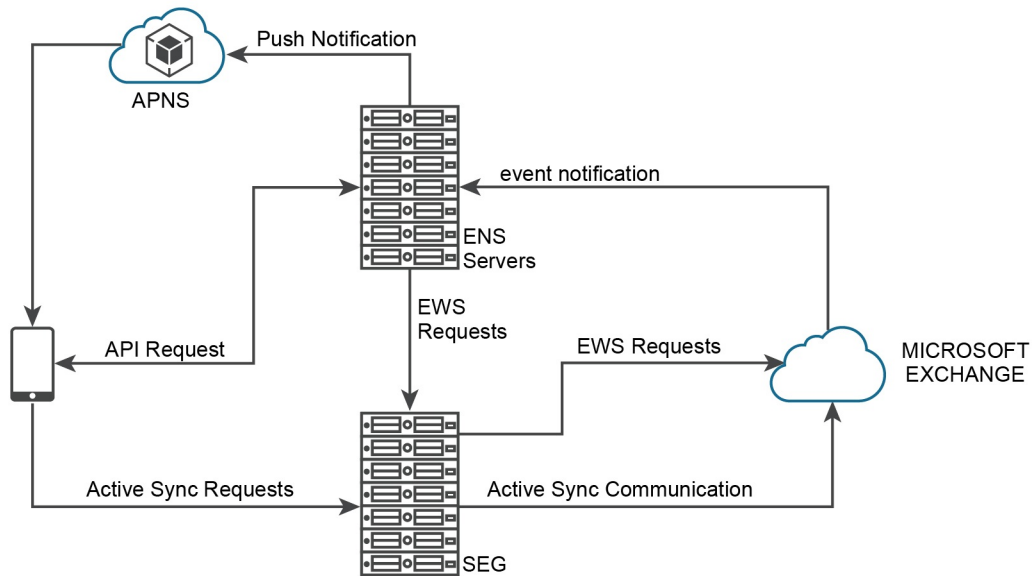 Push Notification
APNS
event notification
ENS
Servers
EWS
Requests
API Request
EWS Requests
MICROSOFT
EXCHANGE
Active Sync Requests
Active Sync Communication
SEG